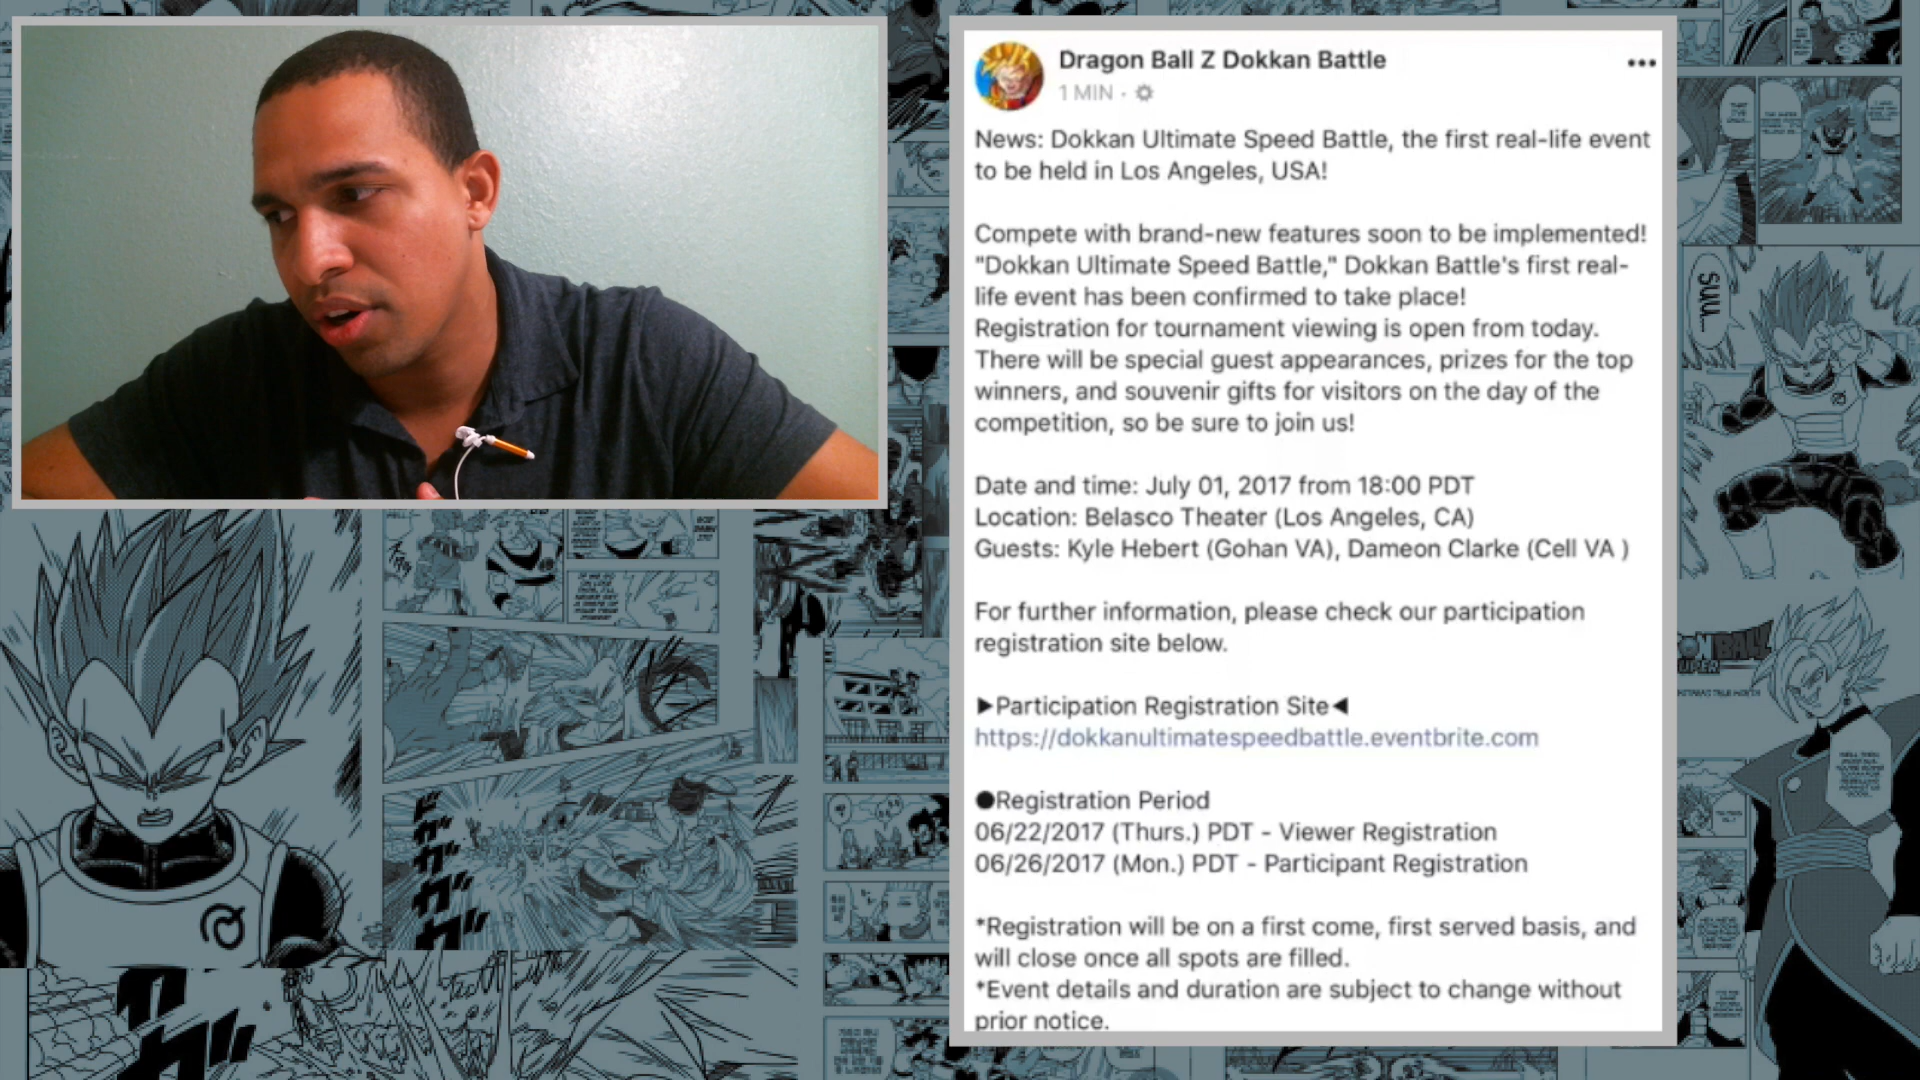 Dragon Ball Z Dokkan Battle
1 MIN ·
News: Dokkan Ultimate Speed Battle, the first real-life event
to be held in Los Angeles, USA!
Compete with brand-new features soon to be implemented!
"Dokkan Ultimate Speed Battle," Dokkan Battle's first real-
life event has been confirmed to take place!
Registration for tournament viewing is open from today.
There will be special guest appearances, prizes for the top
winners, and souvenir gifts for visitors on the day of the
competition, so be sure to join us!
Date and time: July 01, 2017 from 18:00 PDT
Location: Belasco Theater (Los Angeles, CA)
Guests: Kyle Hebert (Gohan VA), Dameon Clarke (Cell VA )
For further information, please check our participation
registration site below.
▶Participation Registration Site◀
https://dokkanultimatespeedbattle.eventbrite.com
●Registration Period
06/22/2017 (Thurs.) PDT - Viewer Registration
06/26/2017 (Mon.) PDT - Participant Registration
*Registration will be on a first come, first served basis, and
will close once all spots are filled.
*Event details and duration are subject to change without
prior notice.
SUU...